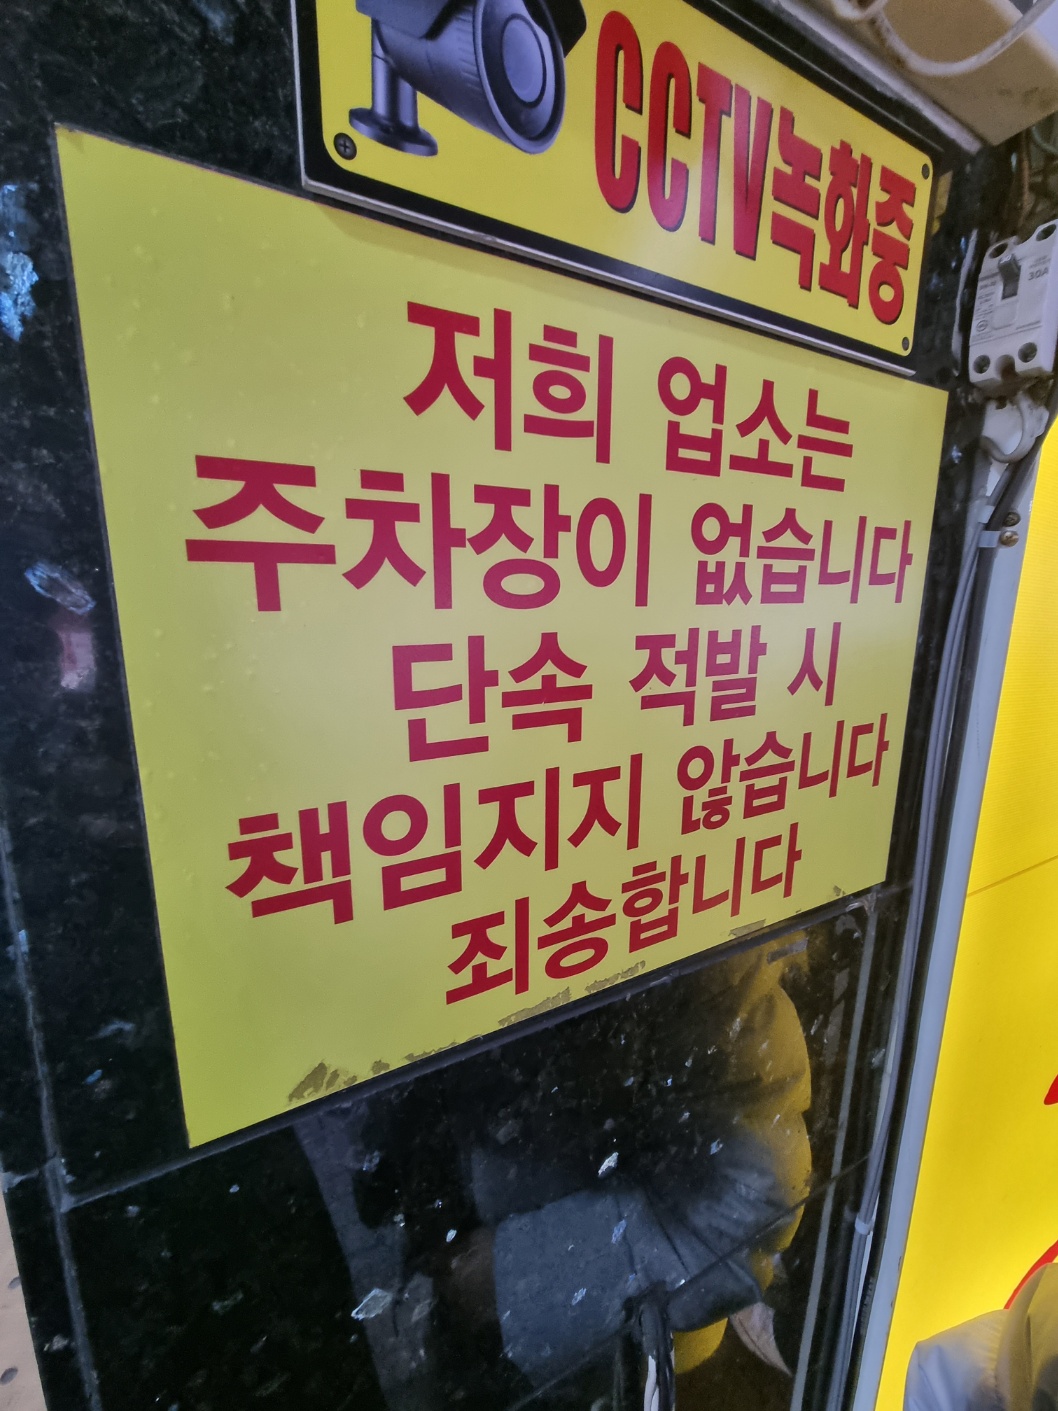 CCTV녹화중
저희 업소는
주차장이 없습니다
단속 적발 시
책임지지 않습니다
죄송합니다
30A